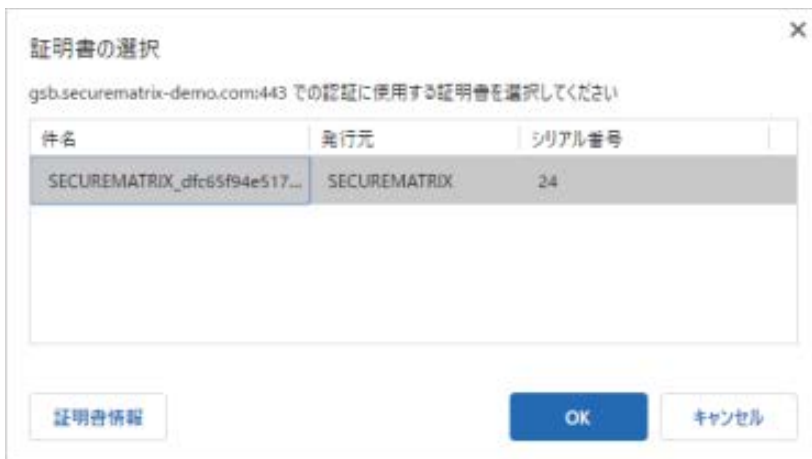 証明書の選択
gsb.securematrix-demo.com:443 での認証に使用する証明書を選択してください
件名 発行元 シリアル番号
SECUREMATRIX_dfc65f94e517... SECUREMATRIX 24
証明書情報 OK キャンセル